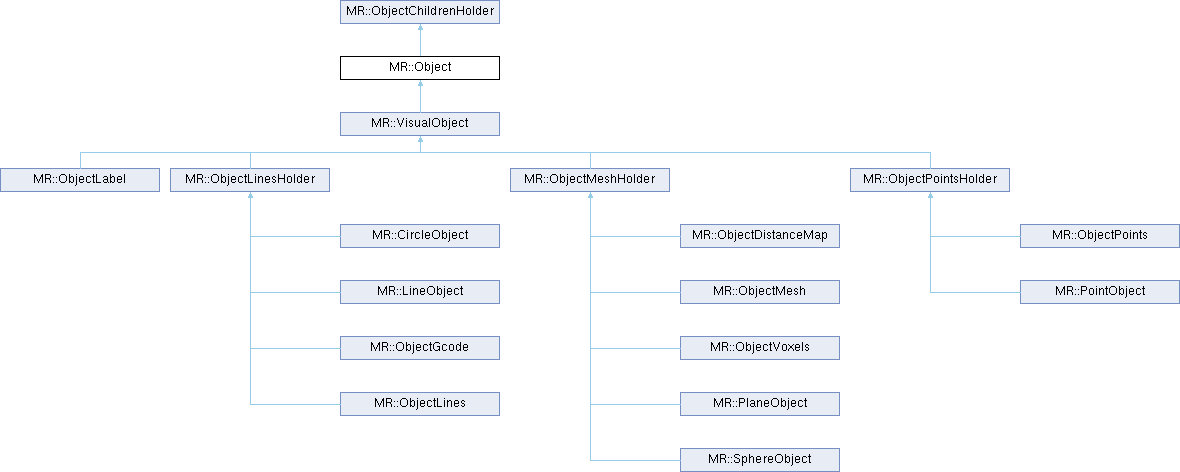 MR::ObjectChildrenHolder
MR::Object
MR::VisualObject
MR::ObjectLabel
MR::ObjectLinesHolder
MR::ObjectMeshHolder
MR::ObjectPointsHolder
MR::CircleObject
MR::ObjectDistanceMap
MR::ObjectPoints
MR::LineObject
MR::ObjectMesh
MR::PointObject
MR::ObjectGcode
MR::ObjectVoxels
MR::ObjectLines
MR::PlaneObject
MR::SphereObject